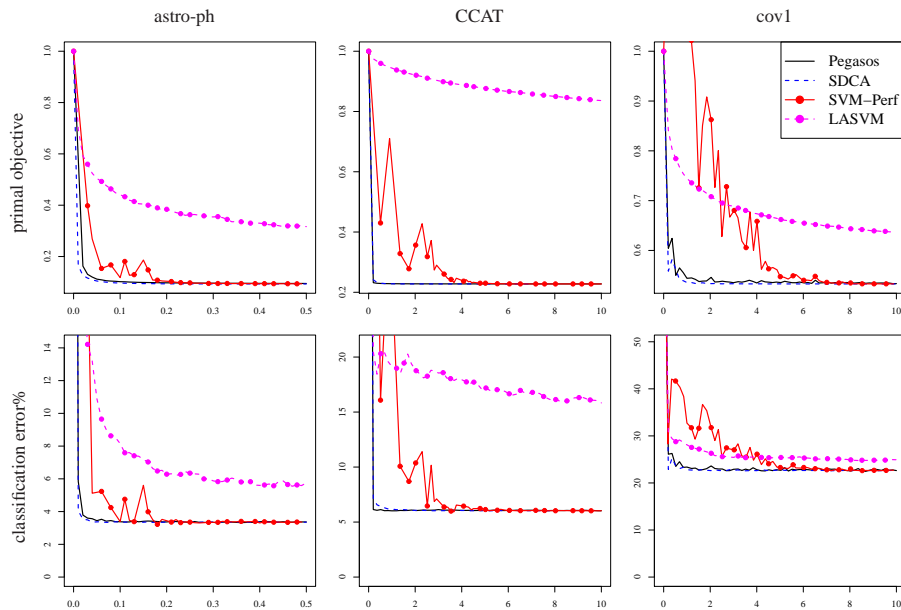 astro-ph CCAT cov1
primal objective
1.0
0.8
0.6
0.4
0.2
0.0 0.1 0.2 0.3 0.4 0.5
1.0
0.8
0.6
0.4
0.2
0 2 4 6 8 10
1.0
0.9
0.8
0.7
0.6
0 2 4 6 8 10
Pegasos
SDCA
SVM−Perf
LASVM
classification error%
14
12
10
8
6
4
2
0
0.0 0.1 0.2 0.3 0.4 0.5
20
15
10
5
0
0 2 4 6 8 10
50
40
30
20
10
0
0 2 4 6 8 10